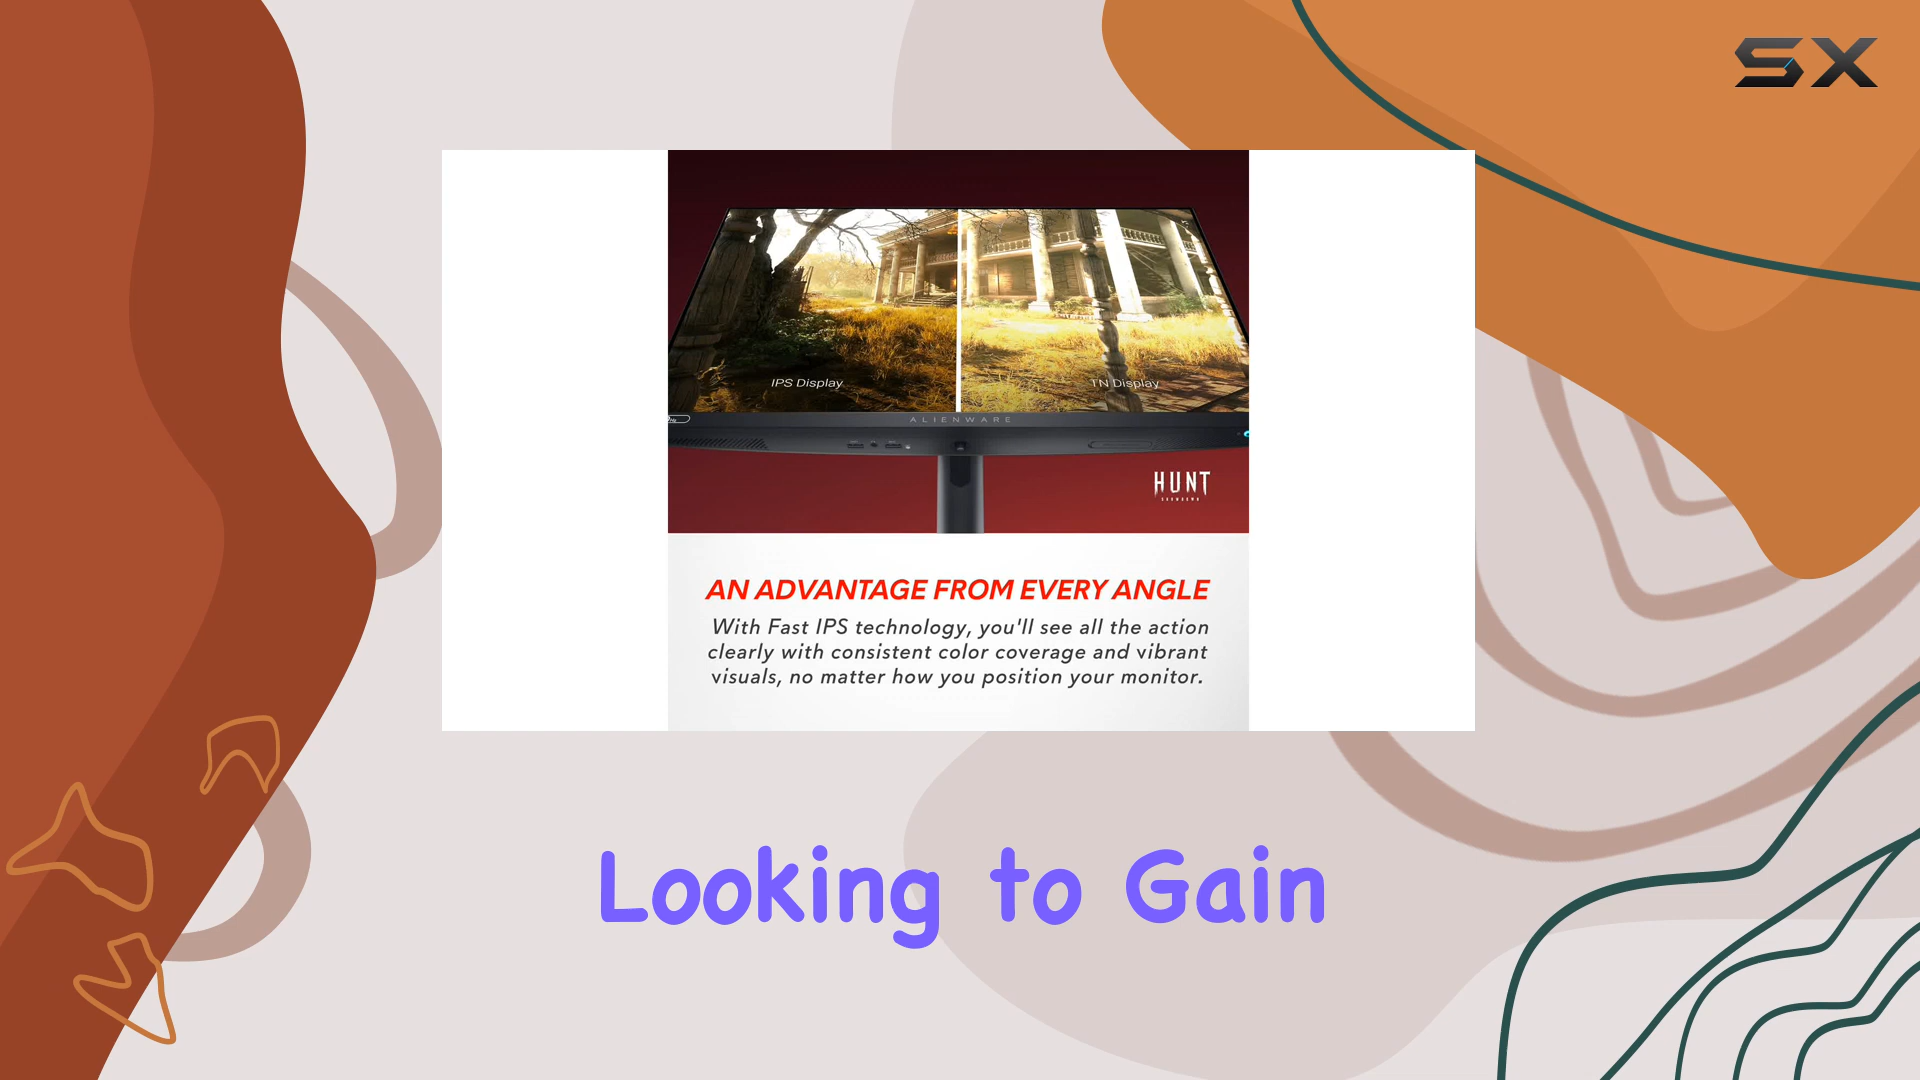 SX
IPS Display
TN Display
ALIENWARE
HUNT
AN ADVANTAGE FROM EVERY ANGLE
With Fast IPS technology, you'll see all the action
clearly with consistent color coverage and vibrant
visuals, no matter how you position your monitor.
Looking to Gain